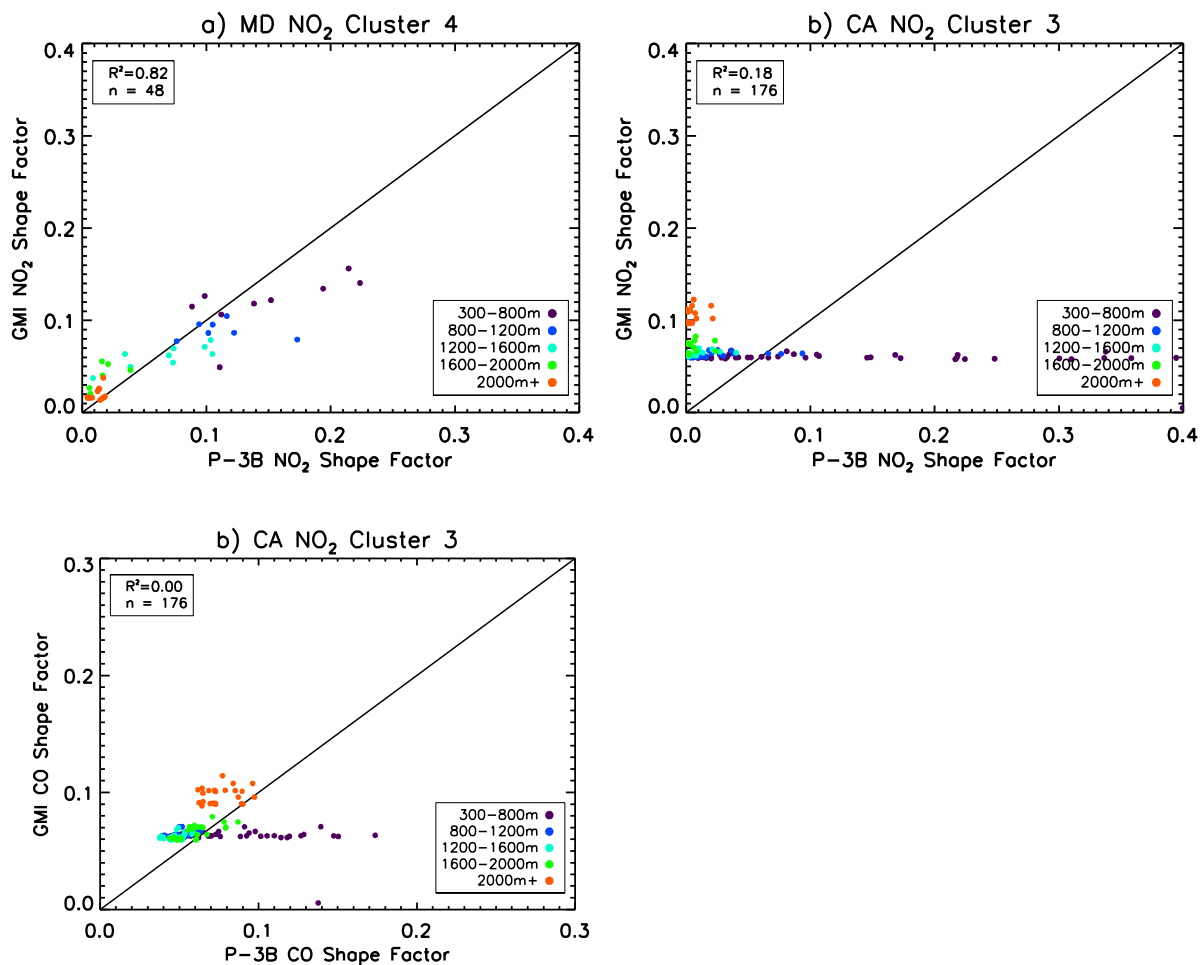 a) MD NO₂ Cluster 4
R²=0.82
n = 48
GMI NO₂ Shape Factor
0.4
0.3
0.2
0.1
0.0
300−800m
800−1200m
1200−1600m
1600−2000m
2000m+
0.0 0.1 0.2 0.3 0.4
P−3B NO₂ Shape Factor
b) CA NO₂ Cluster 3
R²=0.18
n = 176
GMI NO₂ Shape Factor
0.4
0.3
0.2
0.1
0.0
300−800m
800−1200m
1200−1600m
1600−2000m
2000m+
0.0 0.1 0.2 0.3 0.4
P−3B NO₂ Shape Factor
b) CA NO₂ Cluster 3
R²=0.00
n = 176
GMI CO Shape Factor
0.3
0.2
0.1
0.0
300−800m
800−1200m
1200−1600m
1600−2000m
2000m+
0.0 0.1 0.2 0.3
P−3B CO Shape Factor